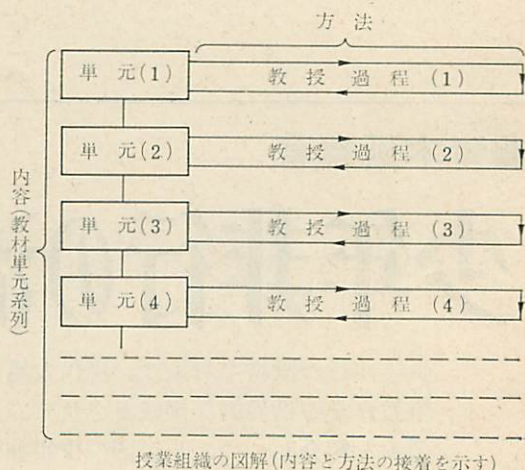 方法
単元(1) 教授過程(1)
単元(2) 教授過程(2)
単元(3) 教授過程(3)
単元(4) 教授過程(4)
内容(教材単元系列)
授業組織の図解(内容と方法の接着を示す)